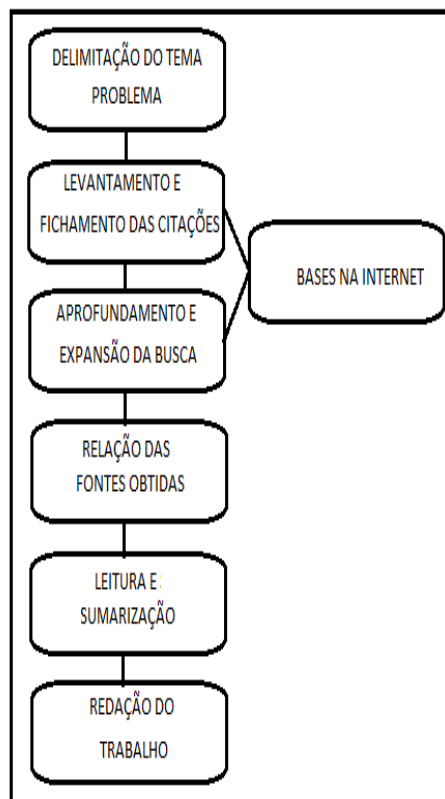 DELIMITAÇÃO DO TEMA
PROBLEMA
LEVANTAMENTO E
FICHAMENTO DAS CITAÇÕES
BASES NA INTERNET
APROFUNDAMENTO E
EXPANSÃO DA BUSCA
RELAÇÃO DAS
FONTES OBTIDAS
LEITURA E
SUMARIZAÇÃO
REDAÇÃO DO
TRABALHO